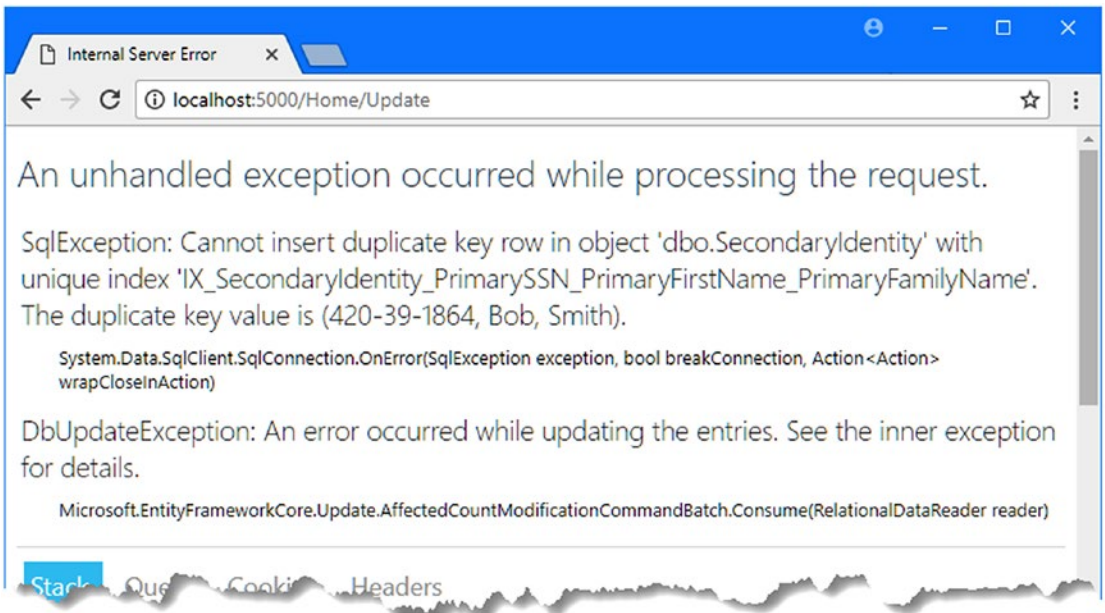 Internal Server Error
localhost:5000/Home/Update
An unhandled exception occurred while processing the request.
SqlException: Cannot insert duplicate key row in object 'dbo.SecondaryIdentity' with
unique index 'IX_SecondaryIdentity_PrimarySSN_PrimaryFirstName_PrimaryFamilyName'.
The duplicate key value is (420-39-1864, Bob, Smith).
System.Data.SqlClient.SqlConnection.OnError(SqlException exception, bool breakConnection, Action<Action>
wrapCloseInAction)
DbUpdateException: An error occurred while updating the entries. See the inner exception
for details.
Microsoft.EntityFrameworkCore.Update.AffectedCountModificationCommandBatch.Consume(RelationalDataReader reader)
Stack Headers